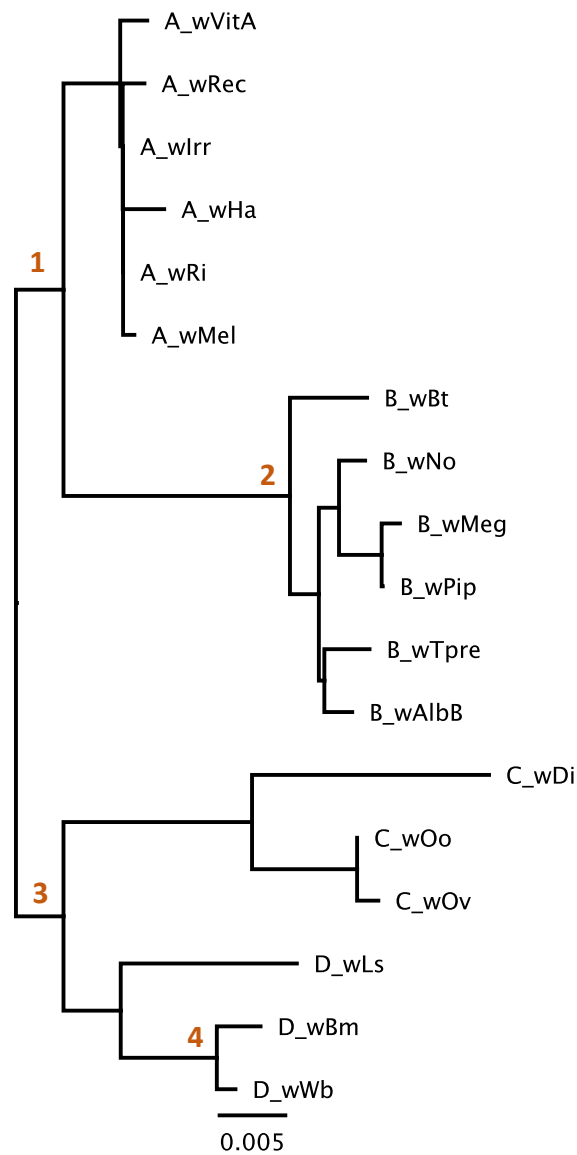 A_wVitA
A_wRec
A_wIrr
A_wHa
1
A_wRi
A_wMel
B_wBt
B_wNo
2
B_wMeg
B_wPip
B_wTpre
B_wAlbB
C_wDi
C_wOo
3
C_wOv
D_wLs
D_wBm
4
D_wWb
0.005